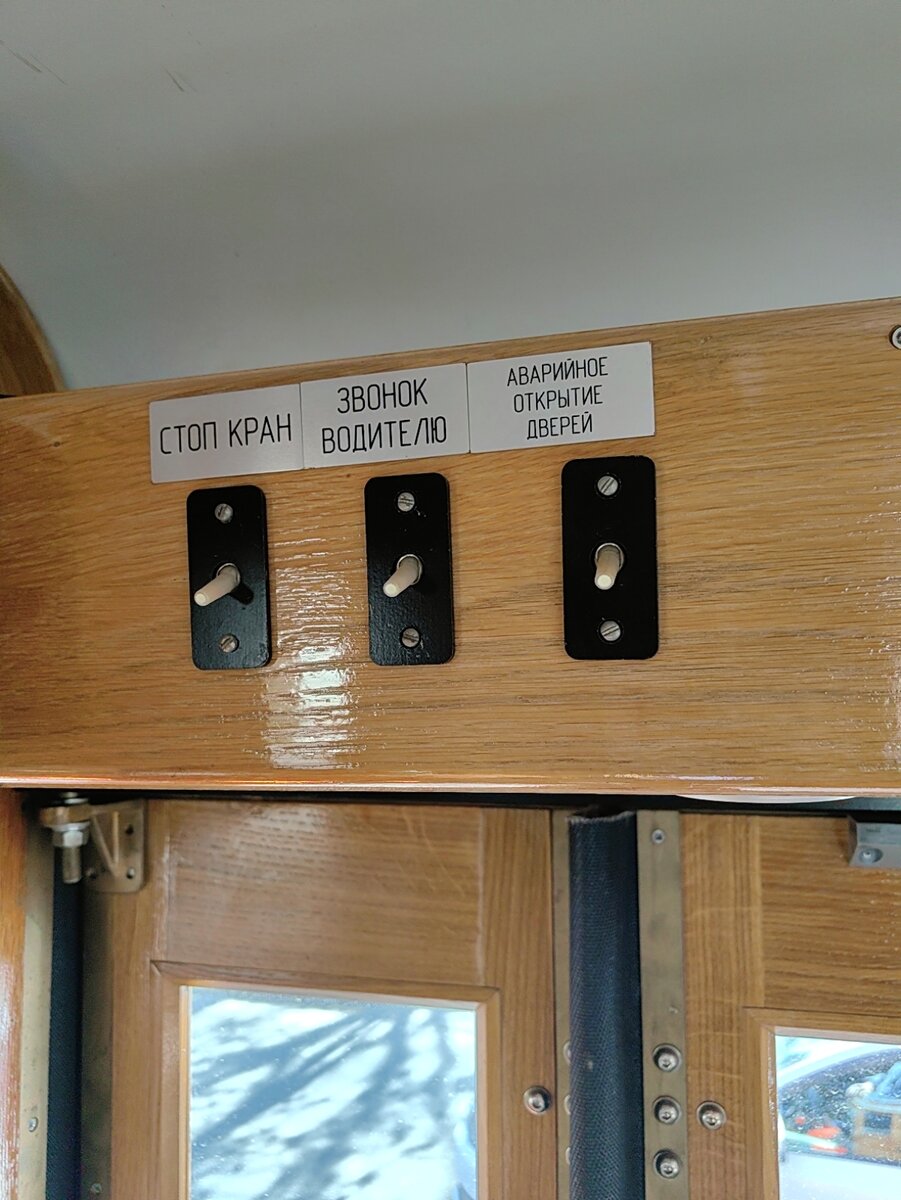 СТОП КРАН
ЗВОНОК
ВОДИТЕЛЮ
АВАРИЙНОЕ
ОТКРЫТИЕ
ДВЕРЕЙ